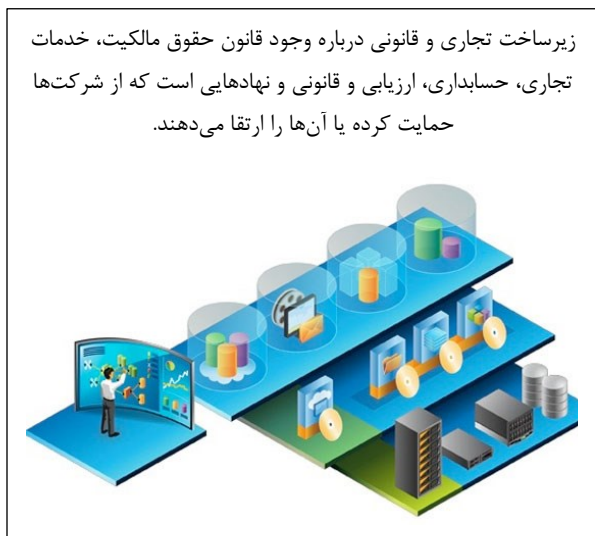 زیرساخت تجاری و قانونی درباره وجود قانون حقوق مالکیت، خدمات
تجاری، حسابداری، ارزیابی و قانونی و نهادهایی است که از شرکت‌ها
حمایت کرده یا آن‌ها را ارتقا می‌دهند.